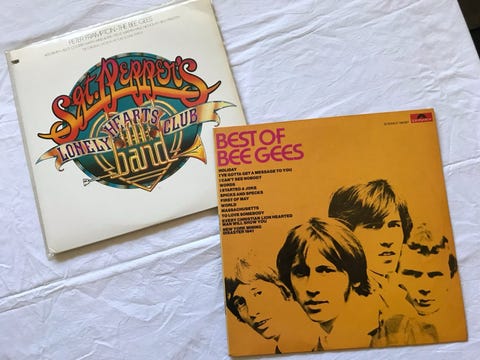 PETER FRAMPTON • THE BEE GEES
Sgt. PEPPER'S
LONELY HEARTS CLUB
THE
band
polydor
BEST OF
BEE GEES
HOLIDAY
I'VE GOTTA GET A MESSAGE TO YOU
I CAN'T SEE NOBODY
WORDS
I STARTED A JOKE
SPICKS AND SPECKS
FIRST OF MAY
WORLD
MASSACHUSETTS
TO LOVE SOMEBODY
EVERY CHRISTIAN LION HEARTED
MAN WILL SHOW YOU
NEW YORK MINING
DISASTER 1941